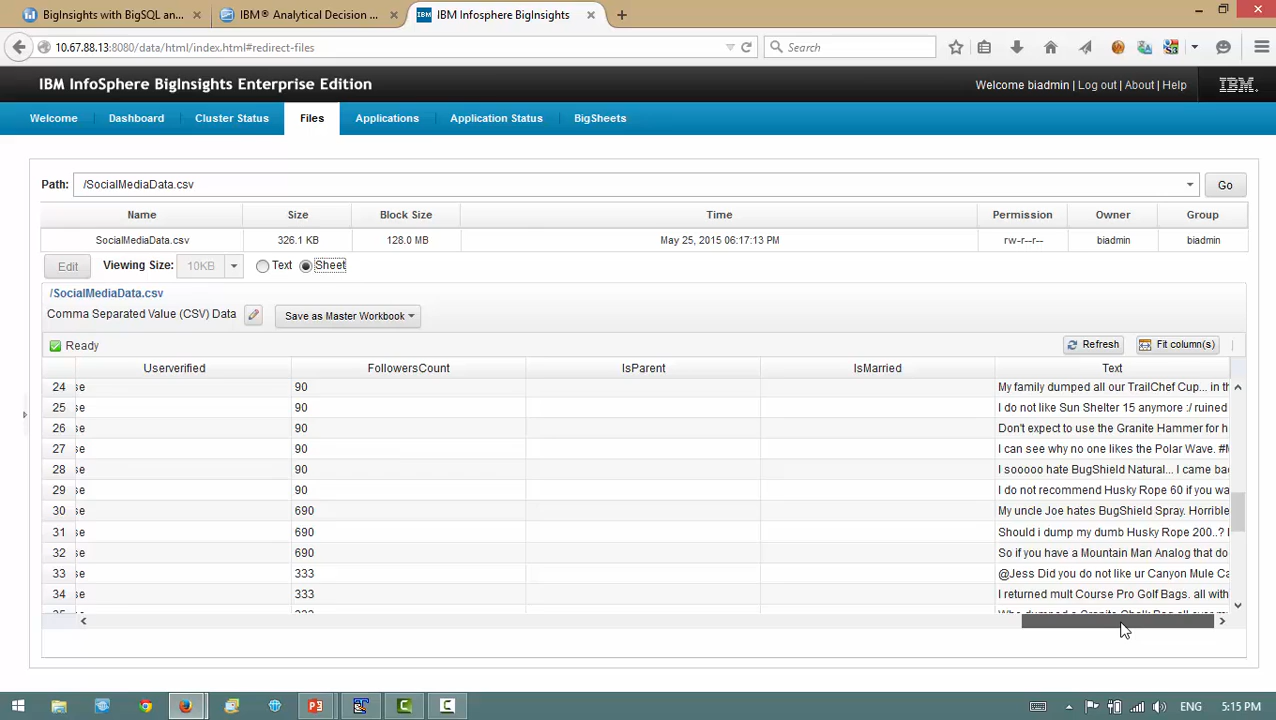 BigInsights with BigSQL an...
IBM® Analytical Decision ...
IBM Infosphere BigInsights
10.67.88.13:8080/data/html/index.html#redirect-files
Search
IBM InfoSphere BigInsights Enterprise Edition
Welcome biadmin | Log out | About | Help
IBM.
Welcome Dashboard Cluster Status Files Applications Application Status BigSheets
Path: /SocialMediaData.csv Go
Name Size Block Size Time Permission Owner Group
SocialMediaData.csv 326.1 KB 128.0 MB May 25, 2015 06:17:13 PM rw-r--r-- biadmin biadmin
Edit Viewing Size: 10KB Text Sheet
/SocialMediaData.csv
Comma Separated Value (CSV) Data Save as Master Workbook
Ready Refresh Fit column(s)
Userverified FollowersCount IsParent IsMarried Text
24 se 90 My family dumped all our TrailChef Cup... in th
25 se 90 I do not like Sun Shelter 15 anymore :/ ruined
26 se 90 Don't expect to use the Granite Hammer for h
27 se 90 I can see why no one likes the Polar Wave. #M
28 se 90 I sooooo hate BugShield Natural... I came bac
29 se 90 I do not recommend Husky Rope 60 if you wa
30 se 690 My uncle Joe hates BugShield Spray. Horrible
31 se 690 Should i dump my dumb Husky Rope 200..?
32 se 690 So if you have a Mountain Man Analog that do
33 se 333 @Jess Did you do not like ur Canyon Mule Ca
34 se 333 I returned mult Course Pro Golf Bags. all with
ENG 5:15 PM